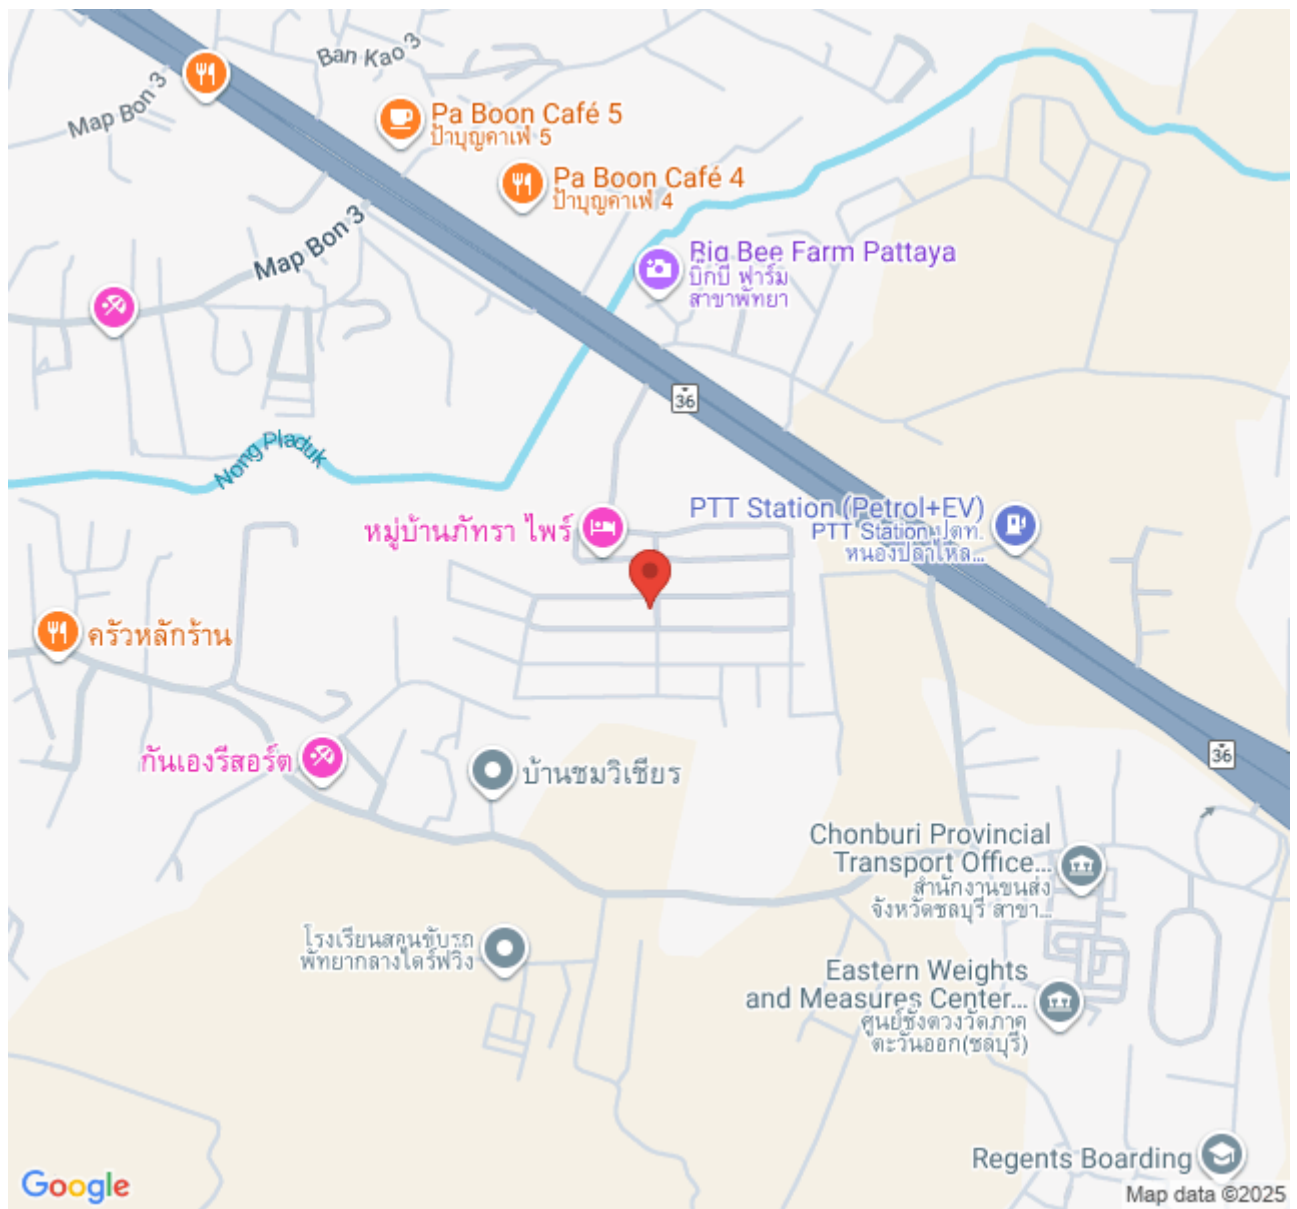 Ban Kao 3
Map Bon 3
Pa Boon Café 5
ป้าบุญคาเฟ่ 5
Pa Boon Café 4
ป้าบุญคาเฟ่ 4
Map Bon 3
Big Bee Farm Pattaya
บิ๊กบี ฟาร์ม
สาขาพัทยา
36
Nong Pladuk
PTT Station (Petrol+EV)
PTT Station ปตท.
หนองปลาไหล...
หมู่บ้านภัทรา ไพร์
ครัวหลักร้าน
กันเองรีสอร์ต
บ้านชมวิเชียร
36
Chonburi Provincial
Transport Office...
สำนักงานขนส่ง
จังหวัดชลบุรี สาขา...
โรงเรียนสอนขับรถ
พัทยากลางไดร์ฟวิ่ง
Eastern Weights
and Measures Center...
ศูนย์ชั่งตวงวัดภาค
ตะวันออก(ชลบุรี)
Regents Boarding
Google
Map data ©2025